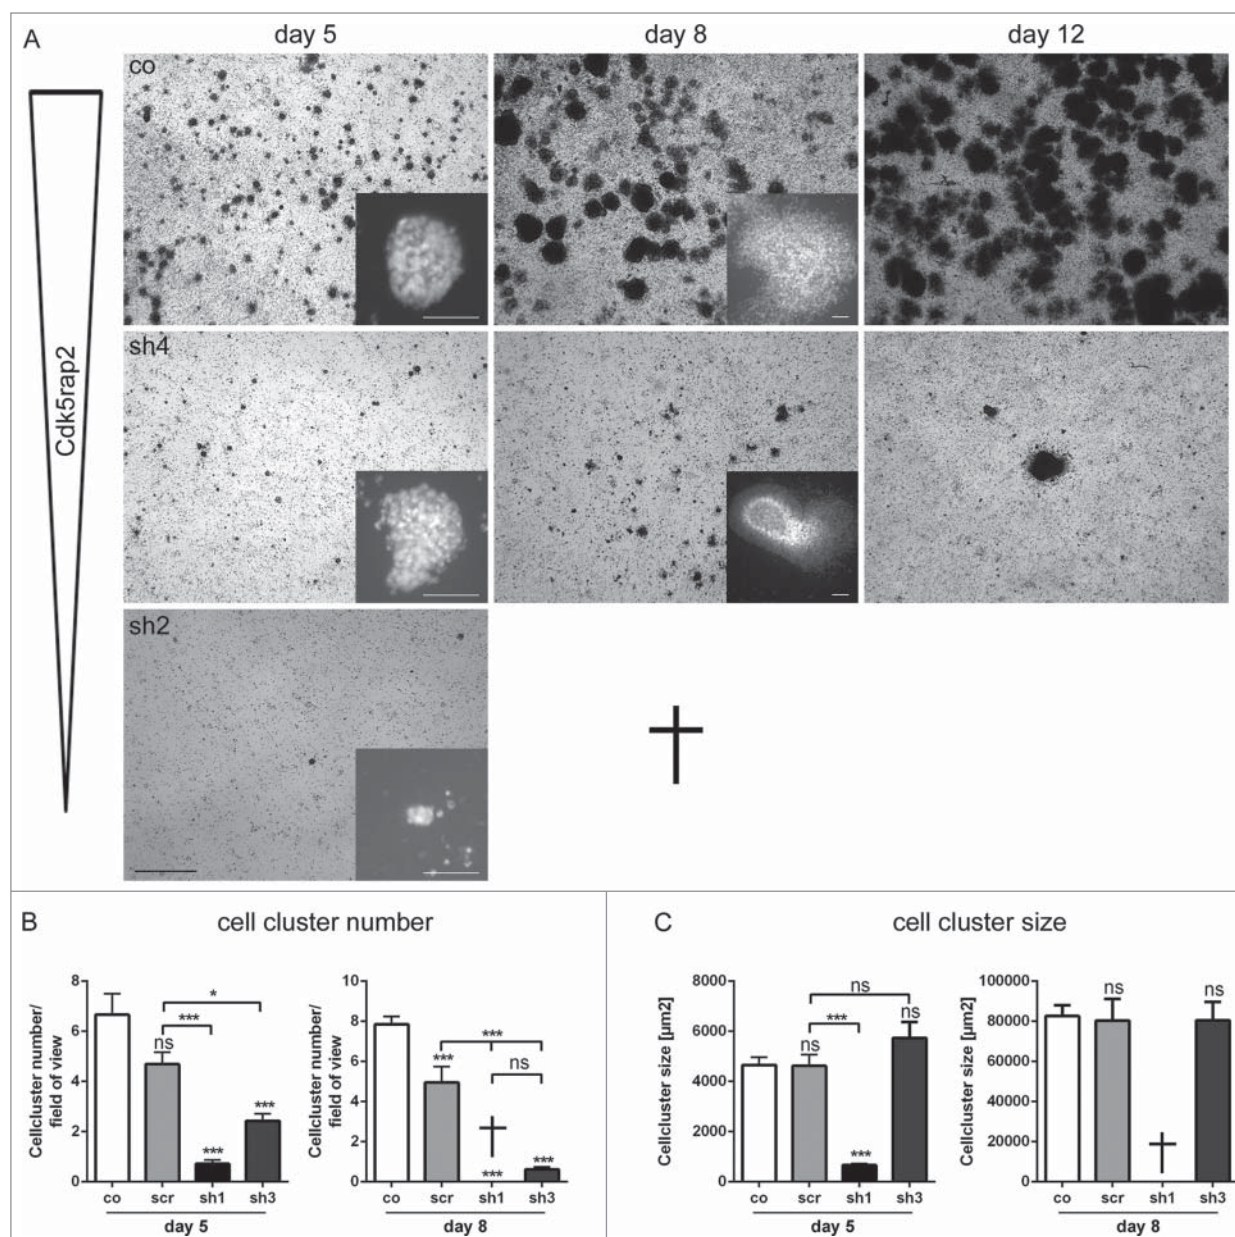 A
day 5
day 8
day 12
co
Cdk5rap2
sh4
sh2
B
cell cluster number
Cellcluster number/
field of view
8
6
4
2
0
*
***
ns
***
***
co
scr
sh1
sh3
day 5
Cellcluster number/
field of view
10
8
6
4
2
0
***
***
ns
***
***
co
scr
sh1
sh3
day 8
C
cell cluster size
Cellcluster size [µm2]
8000
6000
4000
2000
0
ns
***
ns
ns
***
co
scr
sh1
sh3
day 5
Cellcluster size [µm2]
100000
80000
60000
40000
20000
0
ns
ns
co
scr
sh1
sh3
day 8